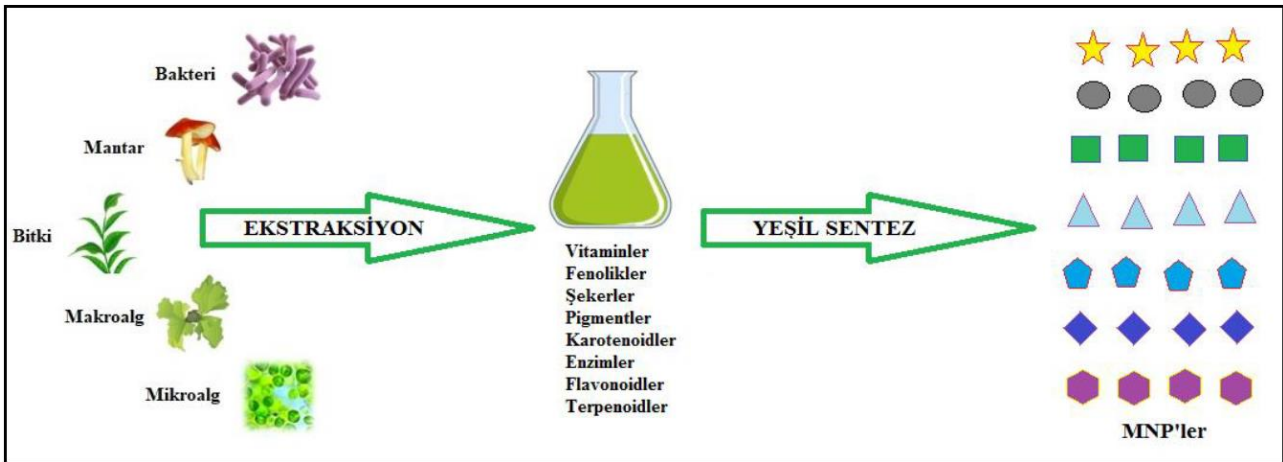 Bakteri
Mantar
Bitki
Makroalg
Mikroalg
EKSTRAKSİYON
Vitaminler
Fenolikler
Şekerler
Pigmentler
Karotenoidler
Enzimler
Flavonoidler
Terpenoidler
YEŞİL SENTEZ
MNP'ler